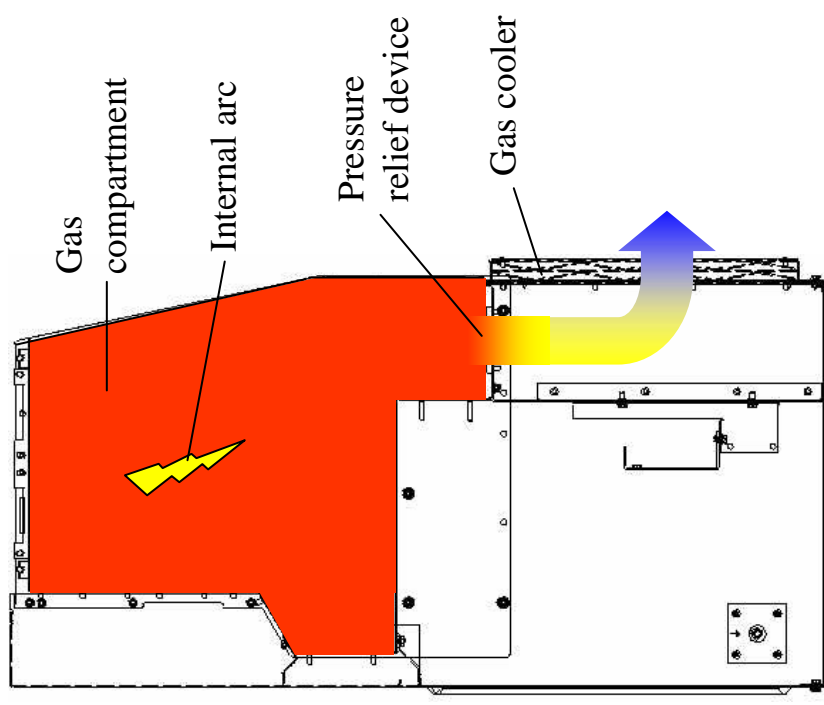 Gas
compartment
Internal arc
Pressure
relief device
Gas cooler